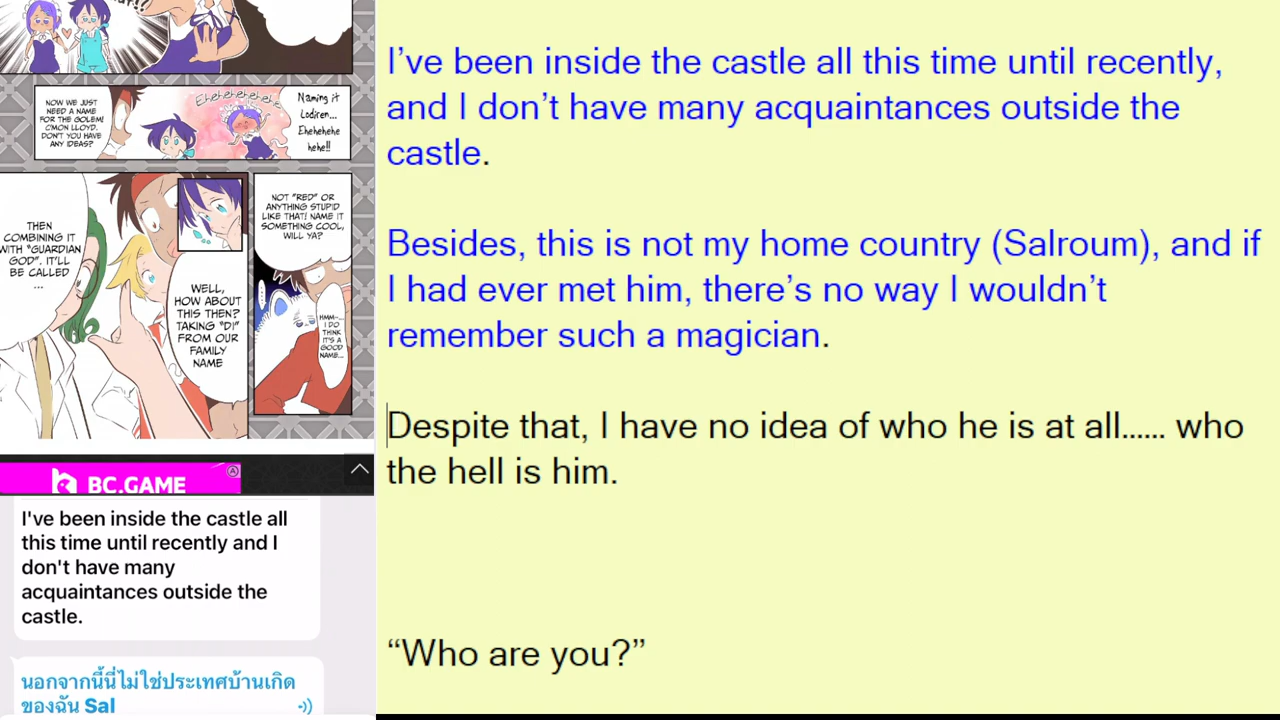 NOW WE JUST
NEED A NAME
FOR THE GOLEM!
C'MON LLOYD.
DON'T YOU HAVE
ANY IDEAS?
Ehehehehehehe
Naming it
Lodiren...
Ehehehehe
hehe!!
THEN
COMBINING IT
WITH "GUARDIAN
GOD". IT'LL
BE CALLED
...
WELL,
HOW ABOUT
THIS THEN?
TAKING "DI"
FROM OUR
FAMILY
NAME
NOT "RED" OR
ANYTHING STUPID
LIKE THAT! NAME IT
SOMETHING COOL,
WILL YA?
HMM~...
I DO
THINK
IT'S A
GOOD
NAME...
BC.GAME
I've been inside the castle all
this time until recently and I
don't have many
acquaintances outside the
castle.
นอกจากนี้นี่ไม่ใช่ประเทศบ้านเกิด
ของฉัน Sal
I've been inside the castle all this time until recently,
and I don't have many acquaintances outside the
castle.
Besides, this is not my home country (Salroum), and if
I had ever met him, there's no way I wouldn't
remember such a magician.
Despite that, I have no idea of who he is at all...... who
the hell is him.
“Who are you?”